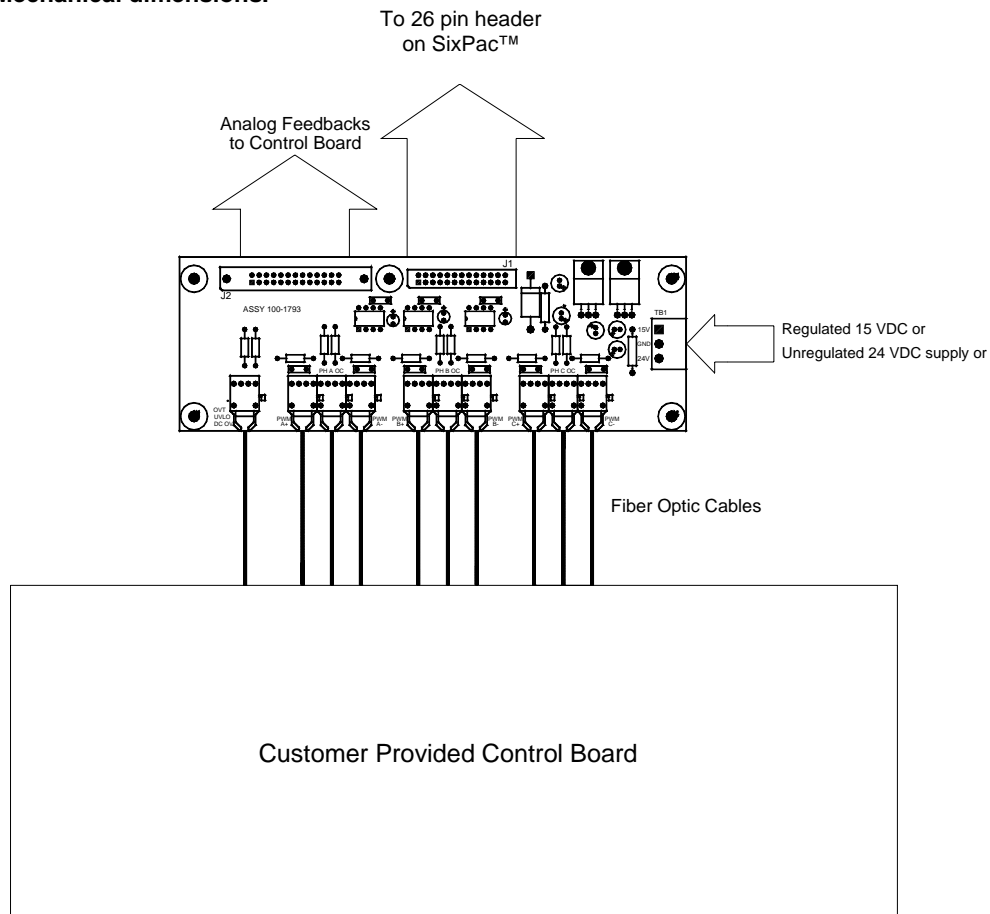 Mechanical dimensions.
To 26 pin header
on SixPac™
Analog Feedbacks
to Control Board
J1
J2
ASSY 100-1793
TB1
15V
GND
24V
Regulated 15 VDC or
Unregulated 24 VDC supply or
PH A OC
PH B OC
PH C OC
OVT
UVLO
DC OV
PWM
A+
PWM
A-
PWM
B+
PWM
B-
PWM
C+
PWM
C-
Fiber Optic Cables
Customer Provided Control Board